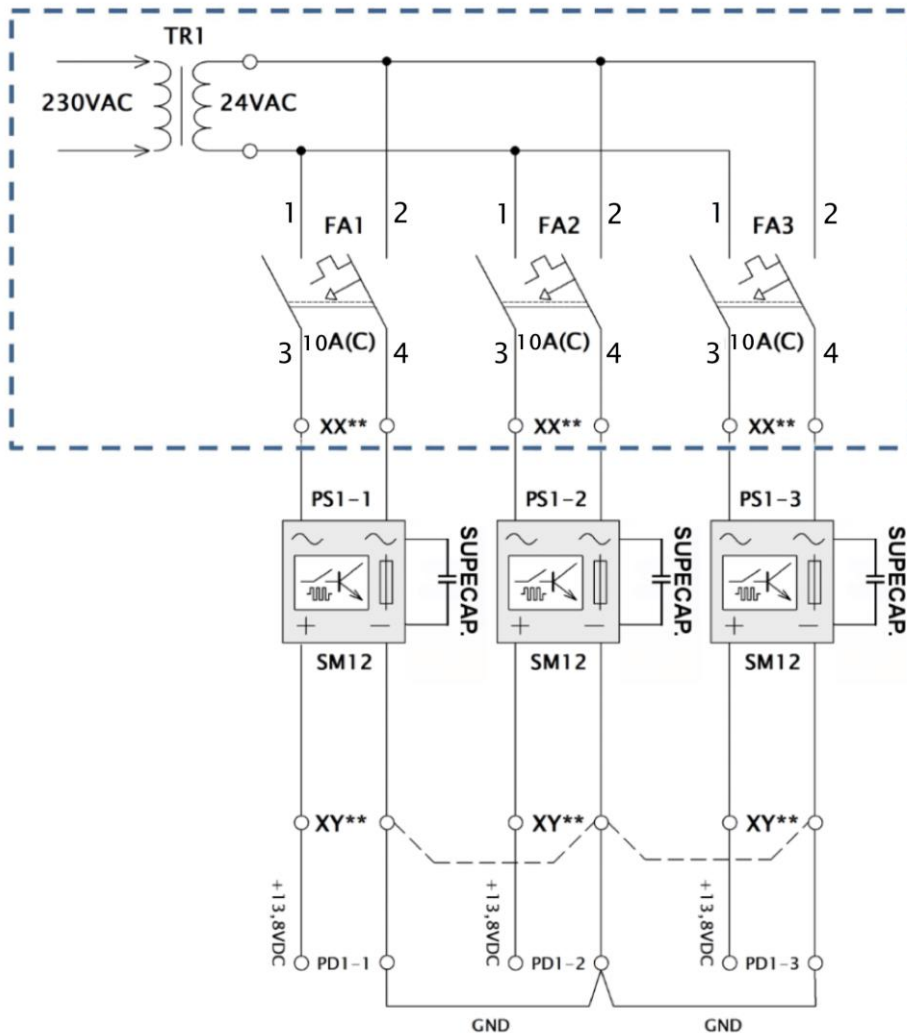 TR1
230VAC
24VAC
1 2 1 2 1 2
FA1 FA2 FA3
3 10A(C) 4 3 10A(C) 4 3 10A(C) 4
XX** XX** XX**
PS1-1 PS1-2 PS1-3
SUPECAP. SUPECAP. SUPECAP.
+ - + - + -
SM12 SM12 SM12
XY** XY** XY**
+13,8VDC +13,8VDC +13,8VDC
PD1-1 PD1-2 PD1-3
GND GND